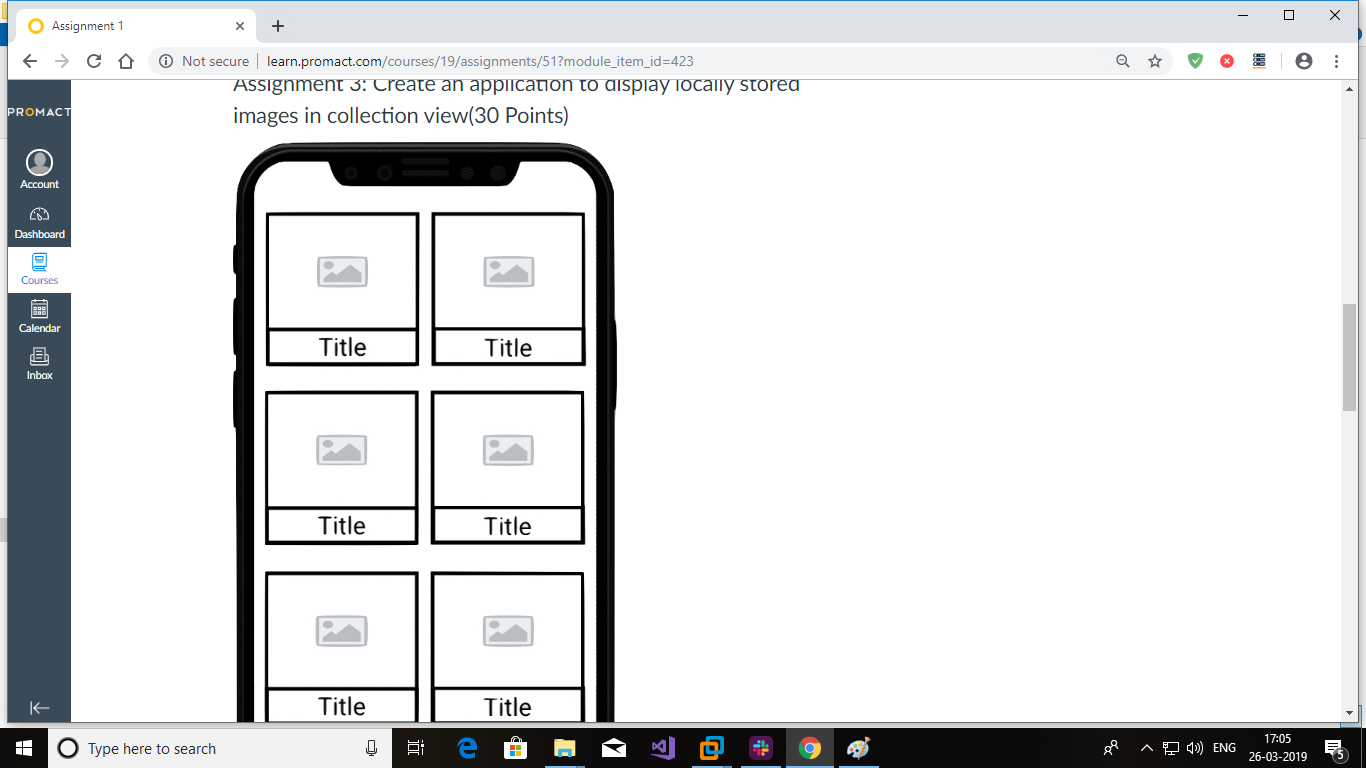 Assignment 1
Not secure
learn.promact.com/courses/19/assignments/51?module_item_id=423
PROMACT
Account
Dashboard
Courses
Calendar
Inbox
Assignment 3: Create an application to display locally stored
images in collection view(30 Points)
Title
Title
Title
Title
Title
Title
Type here to search
ENG
17:05
26-03-2019
5